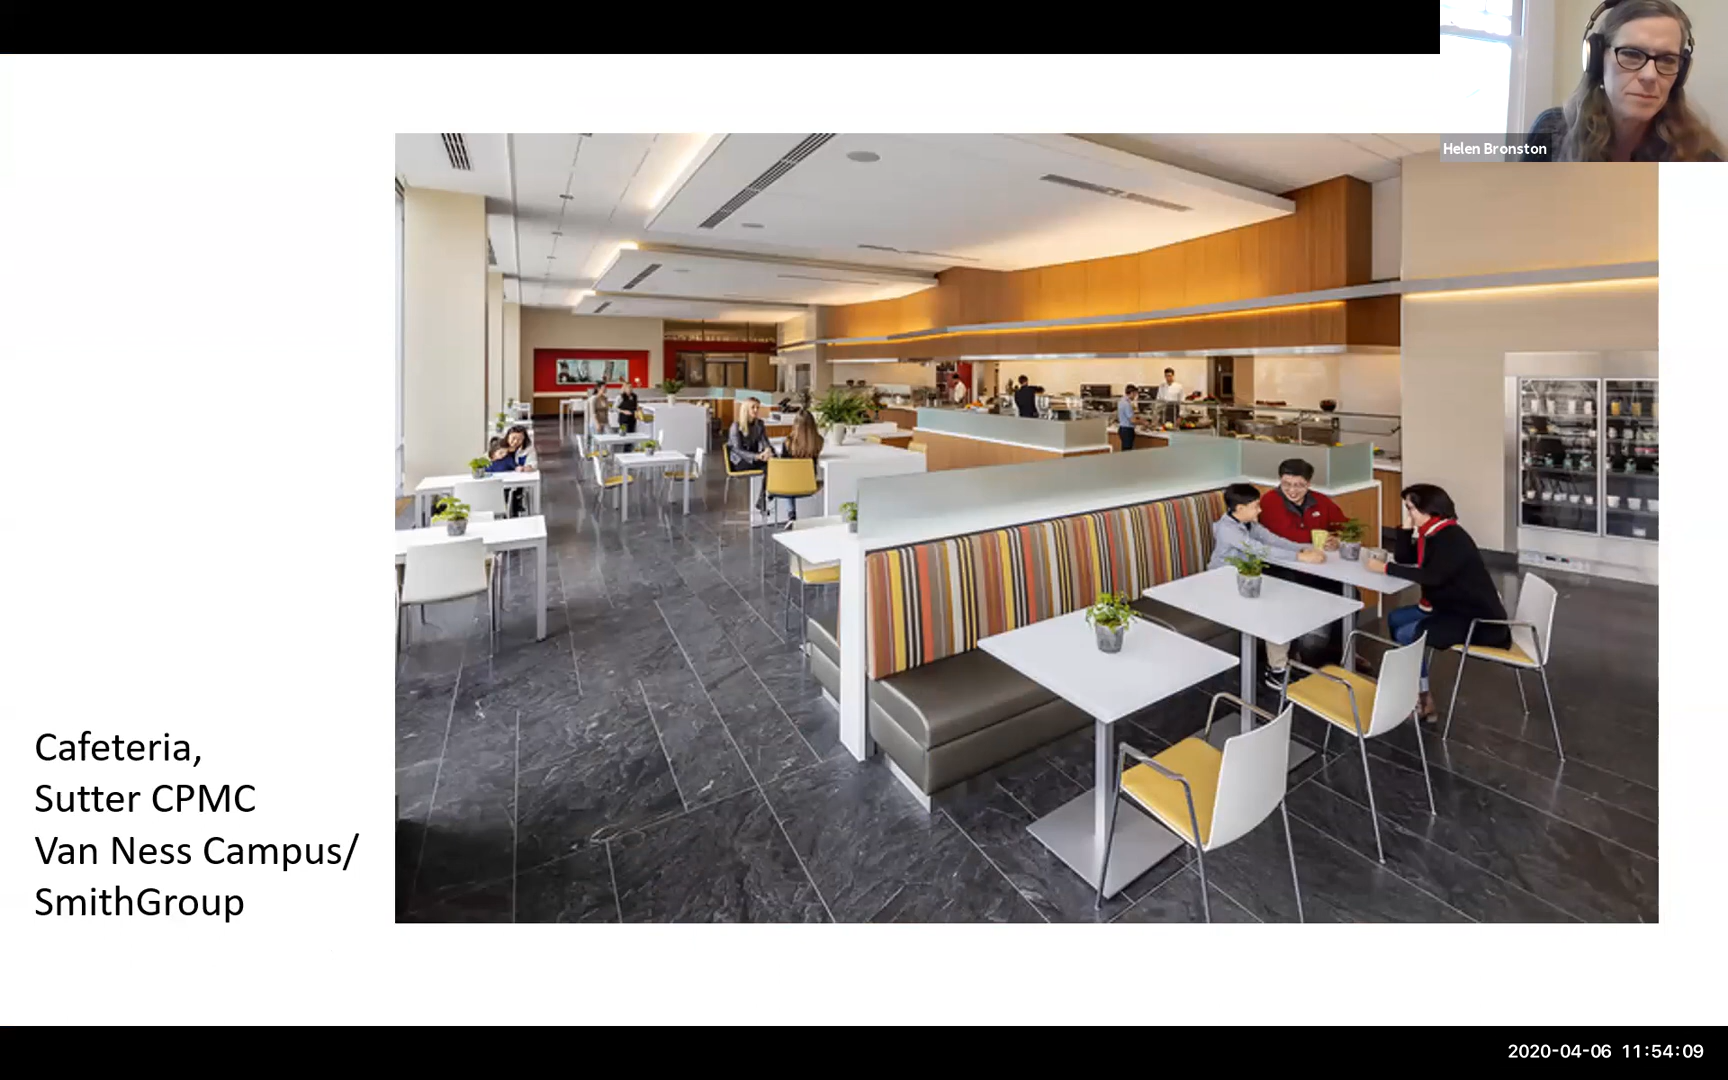 Helen Bronston
Cafeteria,
Sutter CPMC
Van Ness Campus/
SmithGroup
2020-04-06 11:54:09